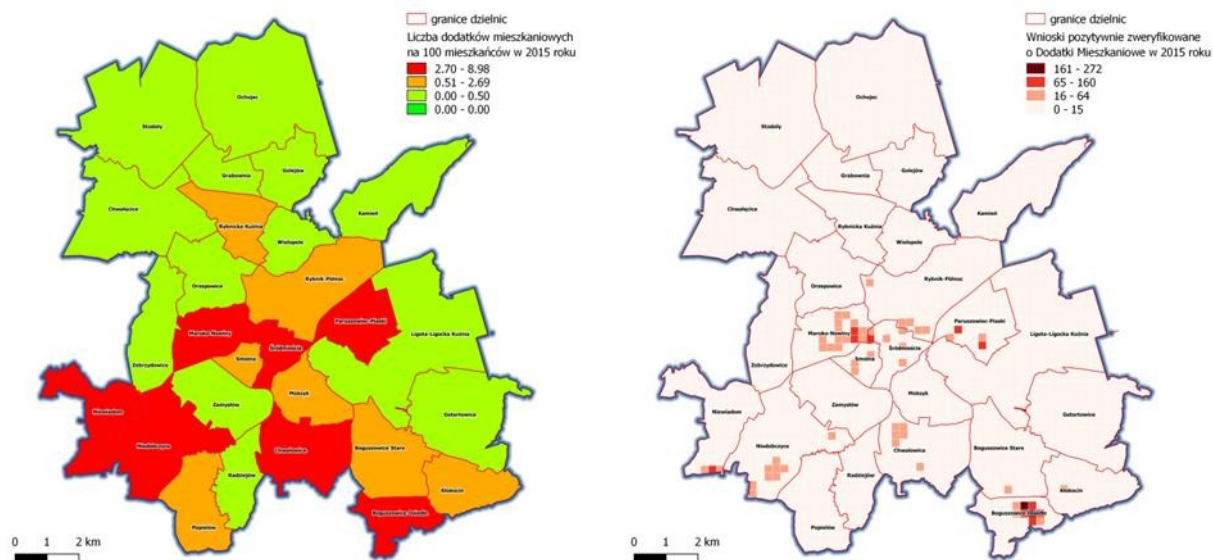 granice dzielnic
Liczba dodatków mieszkaniowych
na 100 mieszkańców w 2015 roku
2.70 - 8.98
0.51 - 2.69
0.00 - 0.50
0.00 - 0.00
Ochojec
Stodoły
Grabownia
Golejów
Chwałęcice
Kamień
Rybnicka Kuźnia
Wielopole
Rybnik-Północ
Orzepowice
Paruszowiec-Piaski
Maroko-Nowiny
Ligota-Ligocka Kuźnia
Śródmieście
Smolna
Zebrzydowice
Meksyk
Zamysłów
Niewiadom
Gotartowice
Niedobczyce
Boguszowice Stare
Chwałowice
Radziejów
Kłokocin
Boguszowice Osiedle
Popielów
0 1 2 km
granice dzielnic
Wnioski pozytywnie zweryfikowane
o Dodatki Mieszkaniowe w 2015 roku
161 - 272
65 - 160
16 - 64
0 - 15
Ochojec
Stodoły
Grabownia
Golejów
Chwałęcice
Kamień
Rybnicka Kuźnia
Wielopole
Rybnik-Północ
Orzepowice
Paruszowiec-Piaski
Maroko-Nowiny
Ligota-Ligocka Kuźnia
Śródmieście
Smolna
Zebrzydowice
Meksyk
Zamysłów
Niewiadom
Gotartowice
Niedobczyce
Boguszowice Stare
Chwałowice
Radziejów
Kłokocin
Boguszowice Osiedle
Popielów
0 1 2 km